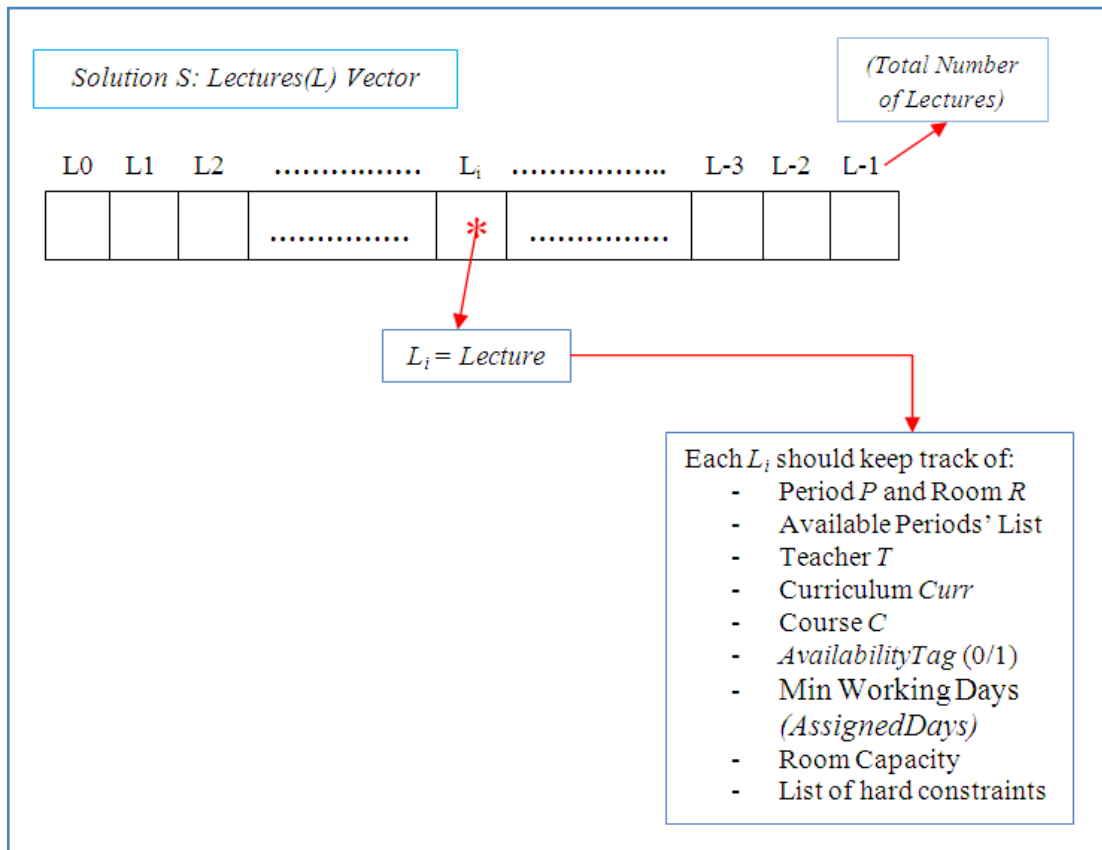 Solution S: Lectures(L) Vector
(Total Number
of Lectures)
L0 L1 L2 ................ Li ................. L-3 L-2 L-1
............... * ...............
Li = Lecture
Each Li should keep track of:
- Period P and Room R
- Available Periods’ List
- Teacher T
- Curriculum Curr
- Course C
- AvailabilityTag (0/1)
- Min Working Days
(AssignedDays)
- Room Capacity
- List of hard constraints